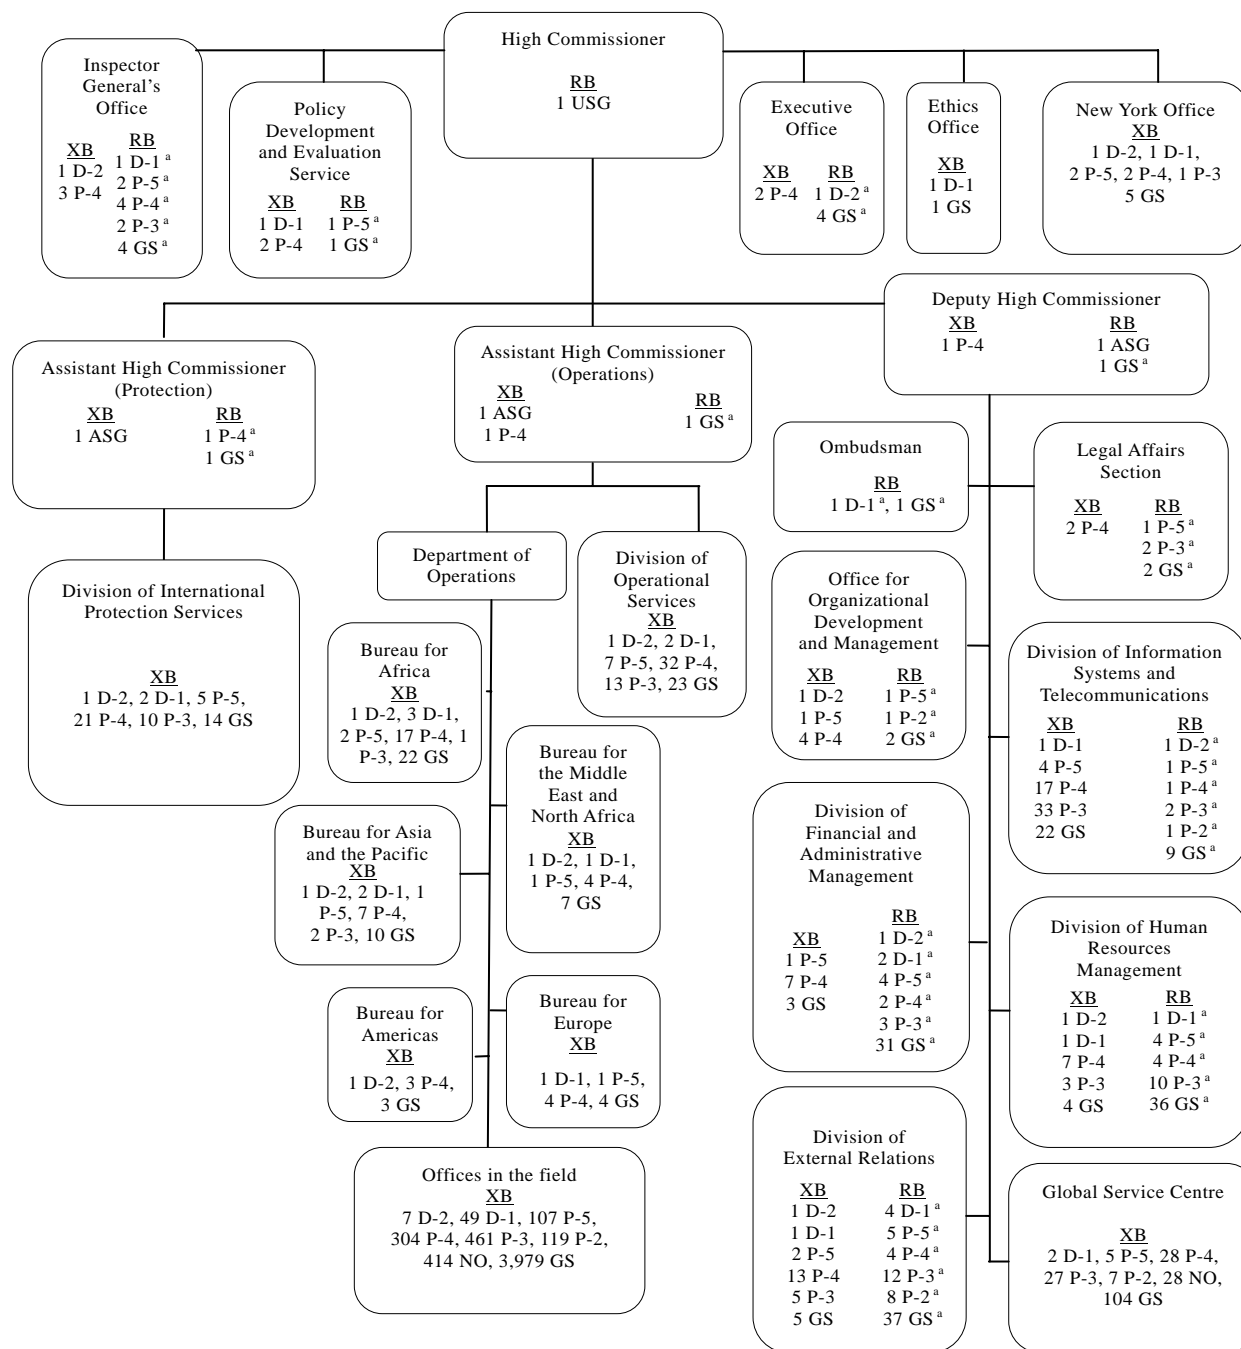 High Commissioner
RB
1 USG
Inspector
General's
Office
XB
1 D-2
3 P-4
RB
1 D-1 a
2 P-5 a
4 P-4 a
2 P-3 a
4 GS a
Policy
Development
and Evaluation
Service
XB
1 D-1
2 P-4
RB
1 P-5 a
1 GS a
Executive
Office
XB
2 P-4
RB
1 D-2 a
4 GS a
Ethics
Office
XB
1 D-1
1 GS
New York Office
XB
1 D-2, 1 D-1,
2 P-5, 2 P-4, 1 P-3
5 GS
Deputy High Commissioner
XB
1 P-4
RB
1 ASG
1 GS a
Assistant High Commissioner
(Protection)
XB
1 ASG
RB
1 P-4 a
1 GS a
Assistant High Commissioner
(Operations)
XB
1 ASG
1 P-4
RB
1 GS a
Ombudsman
RB
1 D-1 a, 1 GS a
Legal Affairs
Section
XB
2 P-4
RB
1 P-5 a
2 P-3 a
2 GS a
Division of International
Protection Services
XB
1 D-2, 2 D-1, 5 P-5,
21 P-4, 10 P-3, 14 GS
Department of
Operations
Division of
Operational
Services
XB
1 D-2, 2 D-1,
7 P-5, 32 P-4,
13 P-3, 23 GS
Office for
Organizational
Development
and Management
XB
1 D-2
1 P-5
4 P-4
RB
1 P-5 a
1 P-2 a
2 GS a
Division of Information
Systems and
Telecommunications
XB
1 D-1
4 P-5
17 P-4
33 P-3
22 GS
RB
1 D-2 a
1 P-5 a
1 P-4 a
2 P-3 a
1 P-2 a
9 GS a
Bureau for
Africa
XB
1 D-2, 3 D-1,
2 P-5, 17 P-4, 1
P-3, 22 GS
Bureau for
the Middle
East and
North Africa
XB
1 D-2, 1 D-1,
1 P-5, 4 P-4,
7 GS
Bureau for Asia
and the Pacific
XB
1 D-2, 2 D-1, 1
P-5, 7 P-4,
2 P-3, 10 GS
Division of
Financial and
Administrative
Management
XB
1 P-5
7 P-4
3 GS
RB
1 D-2 a
2 D-1 a
4 P-5 a
2 P-4 a
3 P-3 a
31 GS a
Division of Human
Resources
Management
XB
1 D-2
1 D-1
7 P-4
3 P-3
4 GS
RB
1 D-1 a
4 P-5 a
4 P-4 a
10 P-3 a
36 GS a
Bureau for
Americas
XB
1 D-2, 3 P-4,
3 GS
Bureau for
Europe
XB
1 D-1, 1 P-5,
4 P-4, 4 GS
Offices in the field
XB
7 D-2, 49 D-1, 107 P-5,
304 P-4, 461 P-3, 119 P-2,
414 NO, 3,979 GS
Division of
External Relations
XB
1 D-2
1 D-1
2 P-5
13 P-4
5 P-3
5 GS
RB
4 D-1 a
5 P-5 a
4 P-4 a
12 P-3 a
8 P-2 a
37 GS a
Global Service Centre
XB
2 D-1, 5 P-5, 28 P-4,
27 P-3, 7 P-2, 28 NO,
104 GS